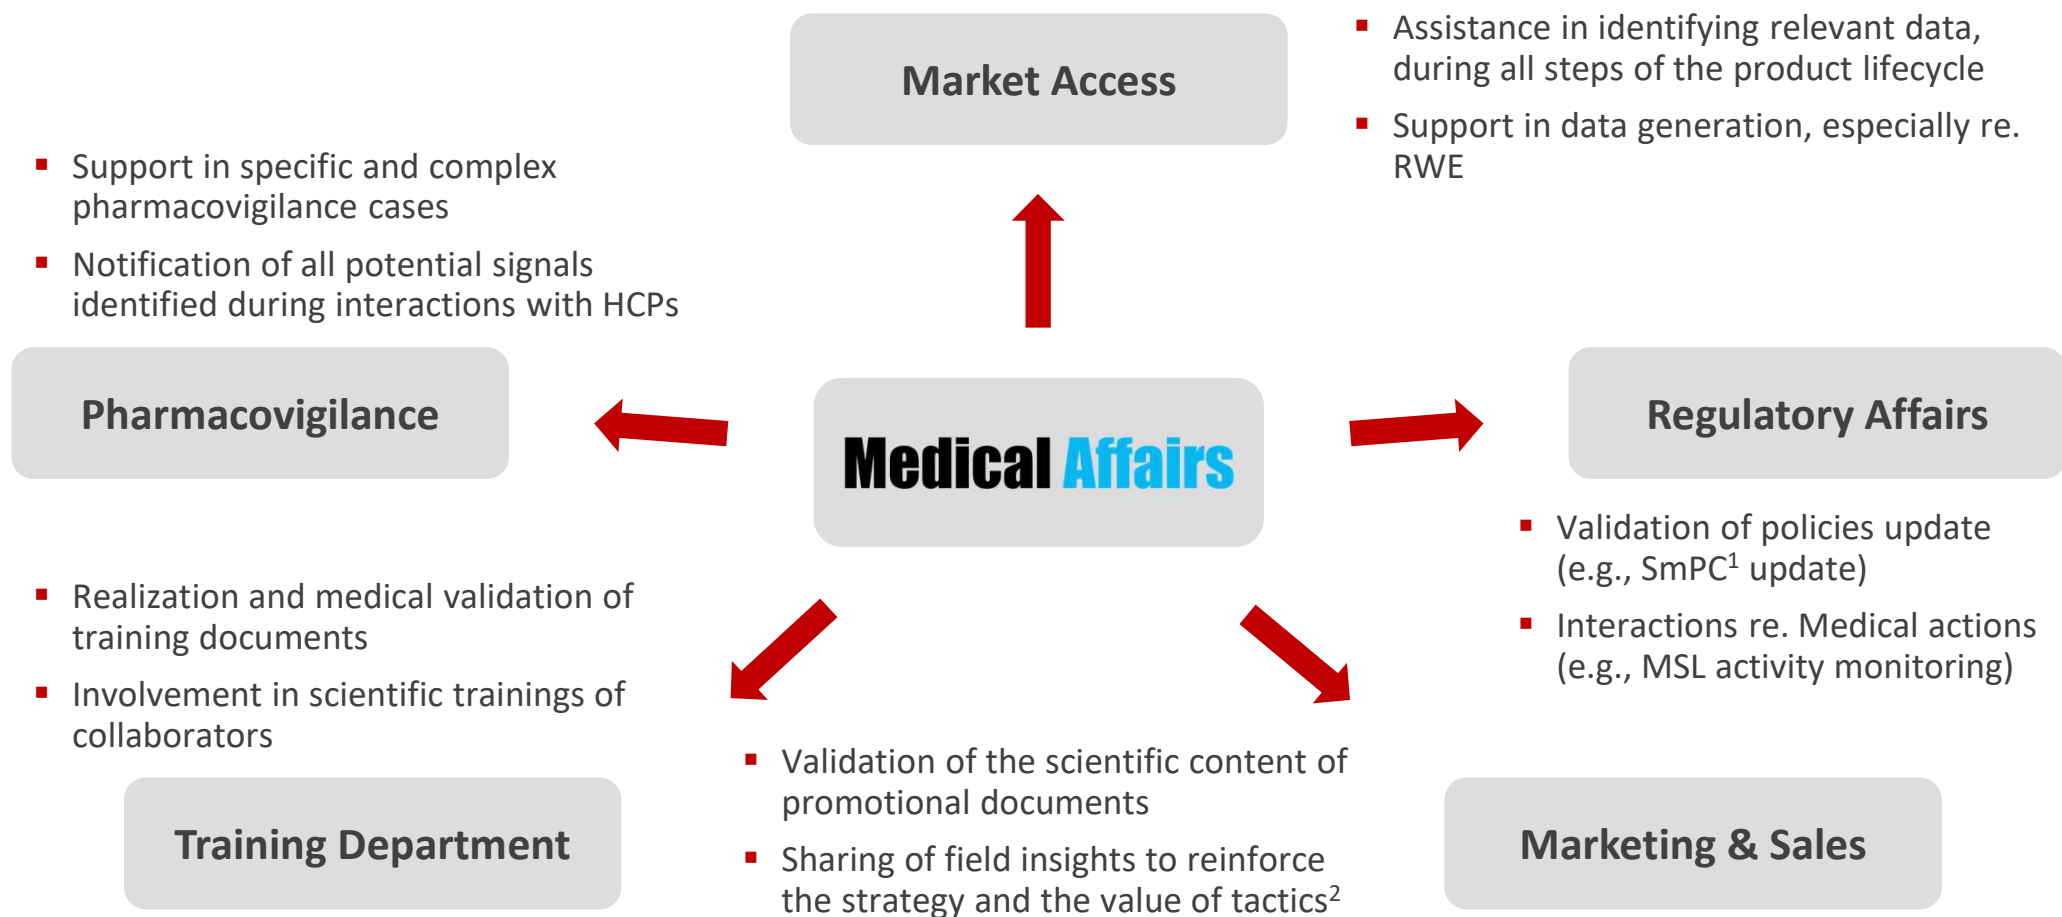 Market Access
▪ Assistance in identifying relevant data,
during all steps of the product lifecycle
▪ Support in data generation, especially re.
RWE
▪ Support in specific and complex
pharmacovigilance cases
▪ Notification of all potential signals
identified during interactions with HCPs
Pharmacovigilance
Medical Affairs
Regulatory Affairs
▪ Validation of policies update
(e.g., SmPC¹ update)
▪ Interactions re. Medical actions
(e.g., MSL activity monitoring)
▪ Realization and medical validation of
training documents
▪ Involvement in scientific trainings of
collaborators
Training Department
▪ Validation of the scientific content of
promotional documents
▪ Sharing of field insights to reinforce
the strategy and the value of tactics²
Marketing & Sales